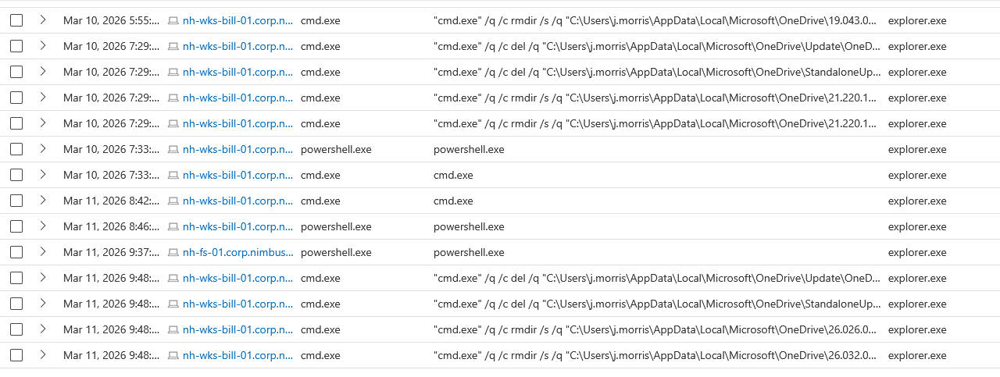 Mar 10, 2026 5:55:... nh-wks-bill-01.corp.n... cmd.exe "cmd.exe" /q /c rmdir /s /q "C:\Users\j.morris\AppData\Local\Microsoft\OneDrive\19.043.0... explorer.exe
Mar 10, 2026 7:29:... nh-wks-bill-01.corp.n... cmd.exe "cmd.exe" /q /c del /q "C:\Users\j.morris\AppData\Local\Microsoft\OneDrive\Update\OneD... explorer.exe
Mar 10, 2026 7:29:... nh-wks-bill-01.corp.n... cmd.exe "cmd.exe" /q /c del /q "C:\Users\j.morris\AppData\Local\Microsoft\OneDrive\StandaloneUp... explorer.exe
Mar 10, 2026 7:29:... nh-wks-bill-01.corp.n... cmd.exe "cmd.exe" /q /c rmdir /s /q "C:\Users\j.morris\AppData\Local\Microsoft\OneDrive\21.220.1... explorer.exe
Mar 10, 2026 7:29:... nh-wks-bill-01.corp.n... cmd.exe "cmd.exe" /q /c rmdir /s /q "C:\Users\j.morris\AppData\Local\Microsoft\OneDrive\21.220.1... explorer.exe
Mar 10, 2026 7:33:... nh-wks-bill-01.corp.n... powershell.exe powershell.exe explorer.exe
Mar 10, 2026 7:33:... nh-wks-bill-01.corp.n... cmd.exe cmd.exe explorer.exe
Mar 11, 2026 8:42:... nh-wks-bill-01.corp.n... cmd.exe cmd.exe explorer.exe
Mar 11, 2026 8:46:... nh-wks-bill-01.corp.n... powershell.exe powershell.exe explorer.exe
Mar 11, 2026 9:37:... nh-fs-01.corp.nimbus... powershell.exe powershell.exe explorer.exe
Mar 11, 2026 9:48:... nh-wks-bill-01.corp.n... cmd.exe "cmd.exe" /q /c del /q "C:\Users\j.morris\AppData\Local\Microsoft\OneDrive\Update\OneD... explorer.exe
Mar 11, 2026 9:48:... nh-wks-bill-01.corp.n... cmd.exe "cmd.exe" /q /c del /q "C:\Users\j.morris\AppData\Local\Microsoft\OneDrive\StandaloneUp... explorer.exe
Mar 11, 2026 9:48:... nh-wks-bill-01.corp.n... cmd.exe "cmd.exe" /q /c rmdir /s /q "C:\Users\j.morris\AppData\Local\Microsoft\OneDrive\26.026.0... explorer.exe
Mar 11, 2026 9:48:... nh-wks-bill-01.corp.n... cmd.exe "cmd.exe" /q /c rmdir /s /q "C:\Users\j.morris\AppData\Local\Microsoft\OneDrive\26.032.0... explorer.exe